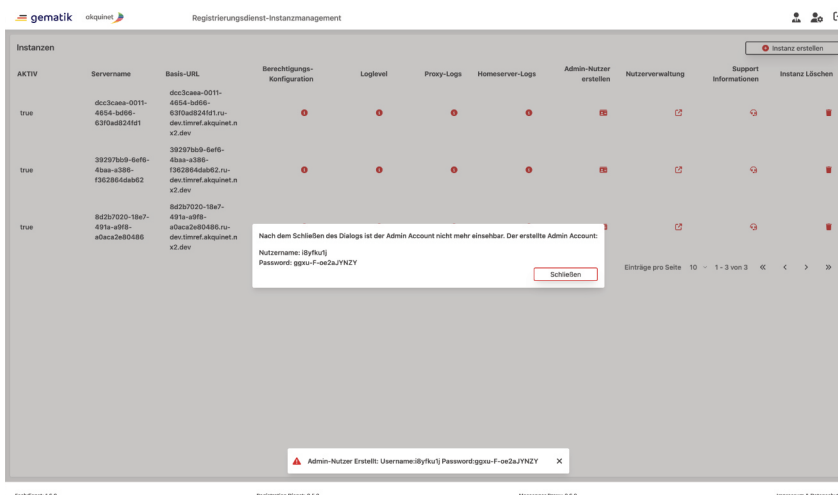 gematik akquinet Registrierungsdienst-Instanzmanagement
Instanzen
Instanz erstellen
AKTIV Servername Basis-URL Berechtigungs-Konfiguration Loglevel Proxy-Logs Homeserver-Logs Admin-Nutzer erstellen Nutzerverwaltung Support Informationen Instanz Löschen
dcc3caea-0011-
true dcc3caea-0011- 4654-bd66-
4654-bd66- 63f0ad824fd1.ru-
63f0ad824fd1 dev.timref.akquinet.n
x2.dev
39297bb9-6ef6-
true 39297bb9-6ef6- 4baa-a386-
4baa-a386- f362864dab62.ru-
f362864dab62 dev.timref.akquinet.n
x2.dev
8d2b7020-18e7-
true 8d2b7020-18e7- 491a-a9f8-
491a-a9f8- a0aca2e80486.ru-
a0aca2e80486 dev.timref.akquinet.n
x2.dev
Nach dem Schließen des Dialogs ist der Admin Account nicht mehr einsehbar. Der erstellte Admin Account:
Nutzername: i8yfku1j
Password: ggxu-F-oe2aJYNZY
Schließen
Einträge pro Seite 10 1 - 3 von 3
Admin-Nutzer Erstellt: Username:i8yfku1j Password:ggxu-F-oe2aJYNZY